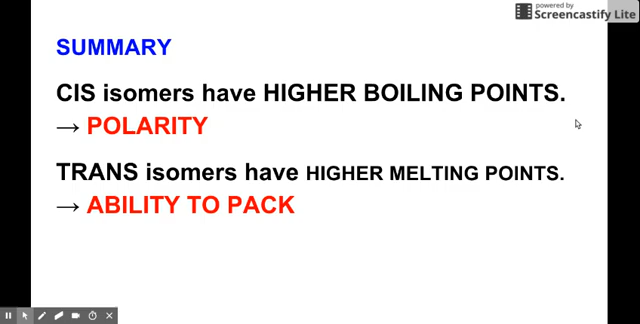 powered by
Screencastify Lite
SUMMARY
CIS isomers have HIGHER BOILING POINTS.
→ POLARITY
TRANS isomers have HIGHER MELTING POINTS.
→ ABILITY TO PACK